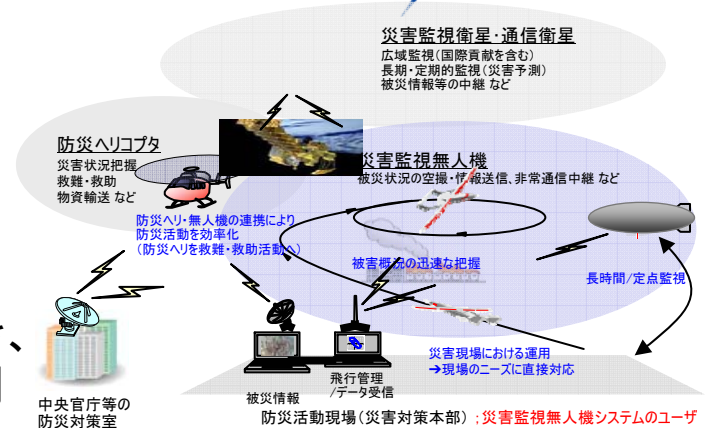 災害監視衛星・通信衛星
広域監視(国際貢献を含む)
長期・定期的監視(災害予測)
被災情報等の中継 など
防災ヘリコプタ
災害状況把握
救難・救助
物資輸送 など
災害監視無人機
被災状況の空撮・情報送信、非常通信中継 など
防災ヘリ・無人機の連携により
防災活動を効率化
(防災ヘリを救難・救助活動へ)
被害概況の迅速な把握
長時間/定点監視
災害現場における運用
→現場のニーズに直接対応
、
中央官庁等の
防災対策室
被災情報
飛行管理
/データ受信
防災活動現場(災害対策本部) ;災害監視無人機システムのユーザ